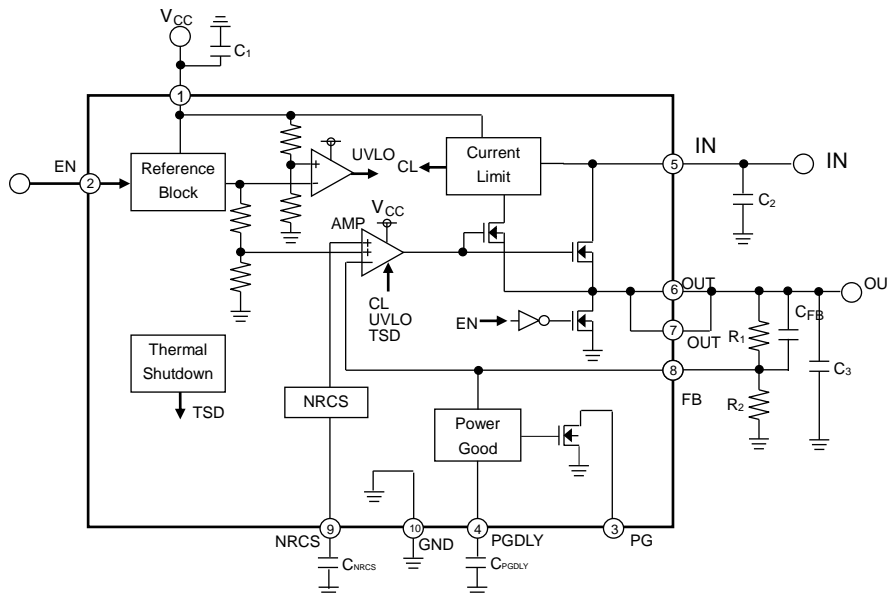 VCC
C1
1
EN
2
Reference
Block
UVLO
CL
Current
Limit
5
IN
IN
C2
VCC
AMP
CL
UVLO
TSD
EN
6
OUT
OU
7
OUT
R1
CFB
C3
8
FB
R2
Thermal
Shutdown
TSD
NRCS
Power
Good
9
NRCS
10
GND
4
PGDLY
3
PG
CNRCS
CPGDLY